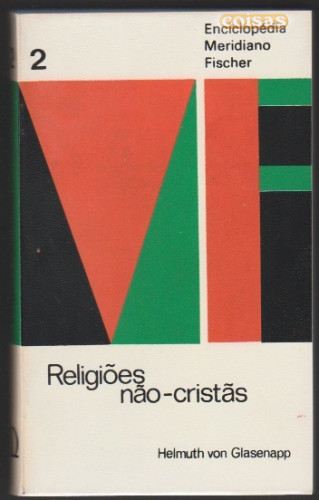 coisas
Enciclopédia
2
Meridiano
Fischer
Religiões
não-cristãs
Helmuth von Glasenapp